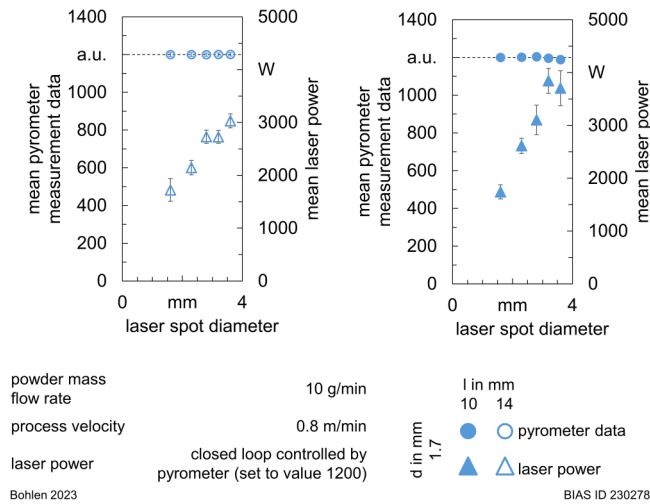 1400
a.u.
1000
800
600
400
200
0
mean pyrometer
measurement data
5000
W
3000
2000
1000
0
mean laser power
0
mm
4
laser spot diameter
1400
a.u.
1000
800
600
400
200
0
mean pyrometer
measurement data
5000
W
3000
2000
1000
0
mean laser power
0
mm
4
laser spot diameter
powder mass
flow rate
10 g/min
process velocity
0.8 m/min
laser power
closed loop controlled by
pyrometer (set to value 1200)
l in mm
10 14
d in mm
1.7
pyrometer data
laser power
Bohlen 2023
BIAS ID 230278